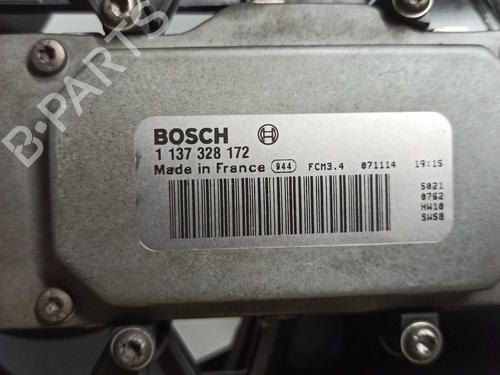 BOSCH
1 137 328 172
Made in France 944 FCM3.4 071114 19:15
5021
0762
HW10
SW58
B-PARTS